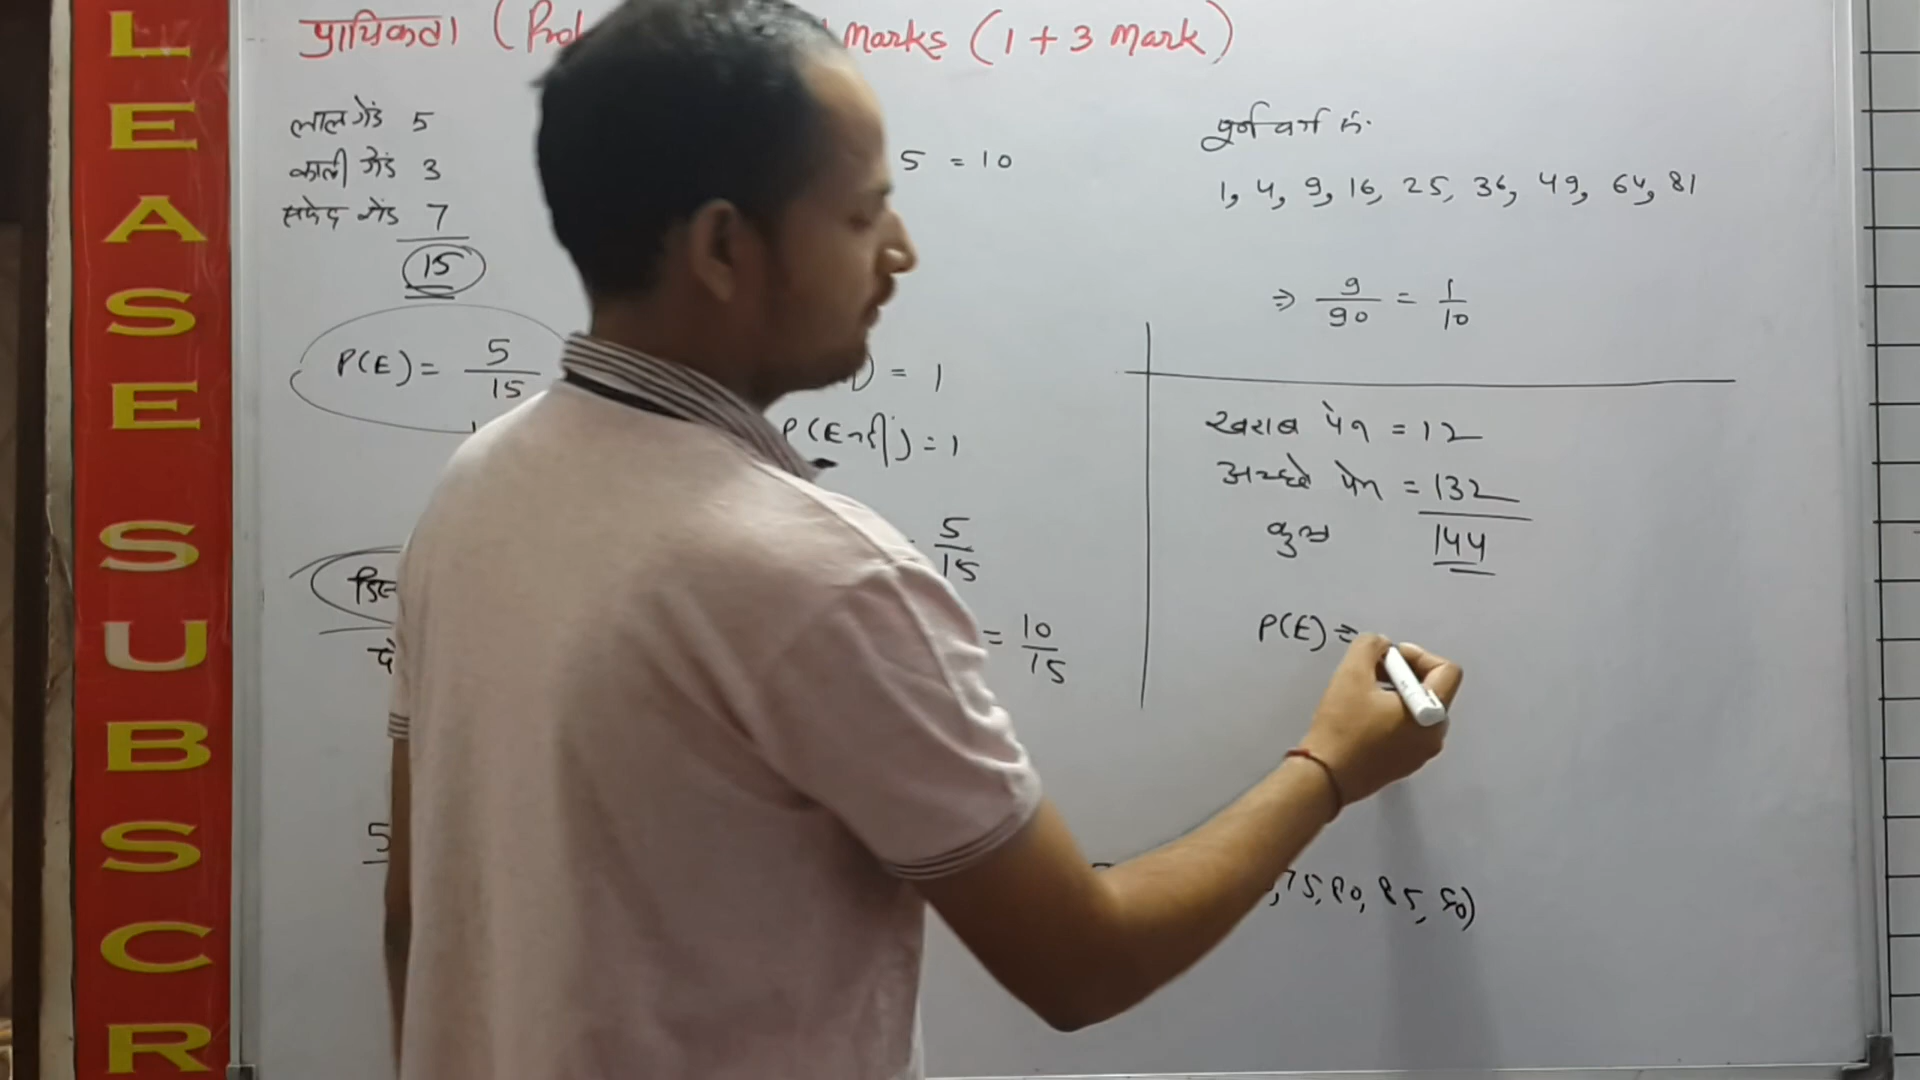 LEASE SUBSCR
प्रायिकता (Pro
Marks (1 + 3 Mark)
लाल गेंद 5
काली गेंद 3
सफेद गेंद 7
15
P(E) = 5/15
5 = 10
) = 1
P(E नहीं) = 1
5/15
= 10/15
5
पूर्ण वर्ग सं.
1, 4, 9, 16, 25, 36, 49, 64, 81
⇒ 9/90 = 1/10
खराब पेन = 12
अच्छे पेन = 132
कुल 144
P(E) ⇒
, 75, 80, 85, 90)